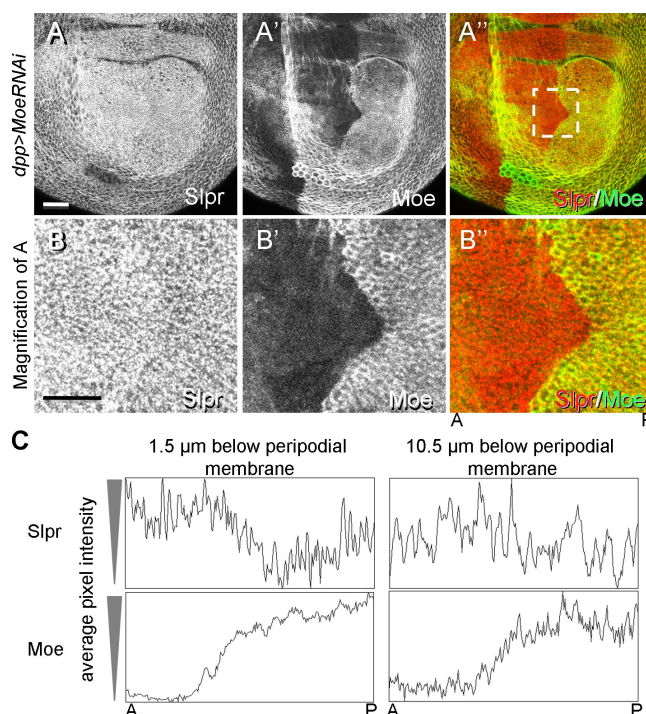 dpp>MoeRNAi
A
Slpr
A’
Moe
A’’
Slpr/Moe
Magnification of A
B
Slpr
B’
Moe
B’’
Slpr/Moe
A
P
C
1.5 µm below peripodial
membrane
10.5 µm below peripodial
membrane
Slpr
Moe
average pixel intensity
A
P
A
P